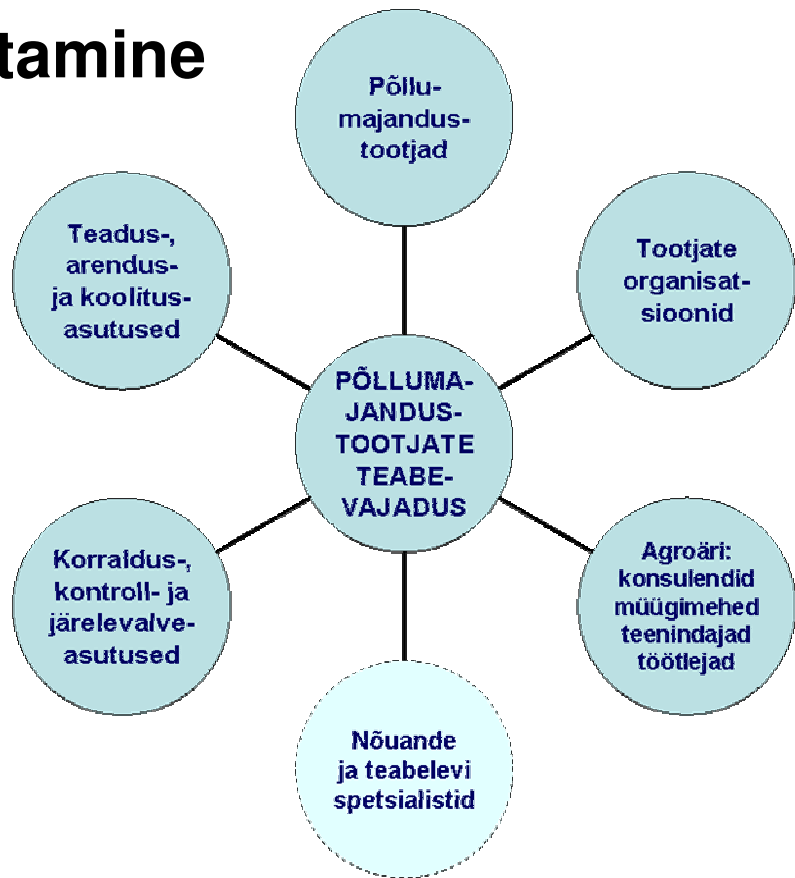 tamine
Põllu-
majandus-
tootjad
Teadus-,
arendus-
ja koolitus-
asutused
Tootjate
organisat-
sioonid
PÕLLUMA-
JANDUS-
TOOTJATE
TEABE-
VAJADUS
Korraldus-,
kontroll- ja
järelevalve-
asutused
Agroäri:
konsulendid
müügimehed
teenindajad
töötlejad
Nõuande
ja teabelevi
spetsialistid